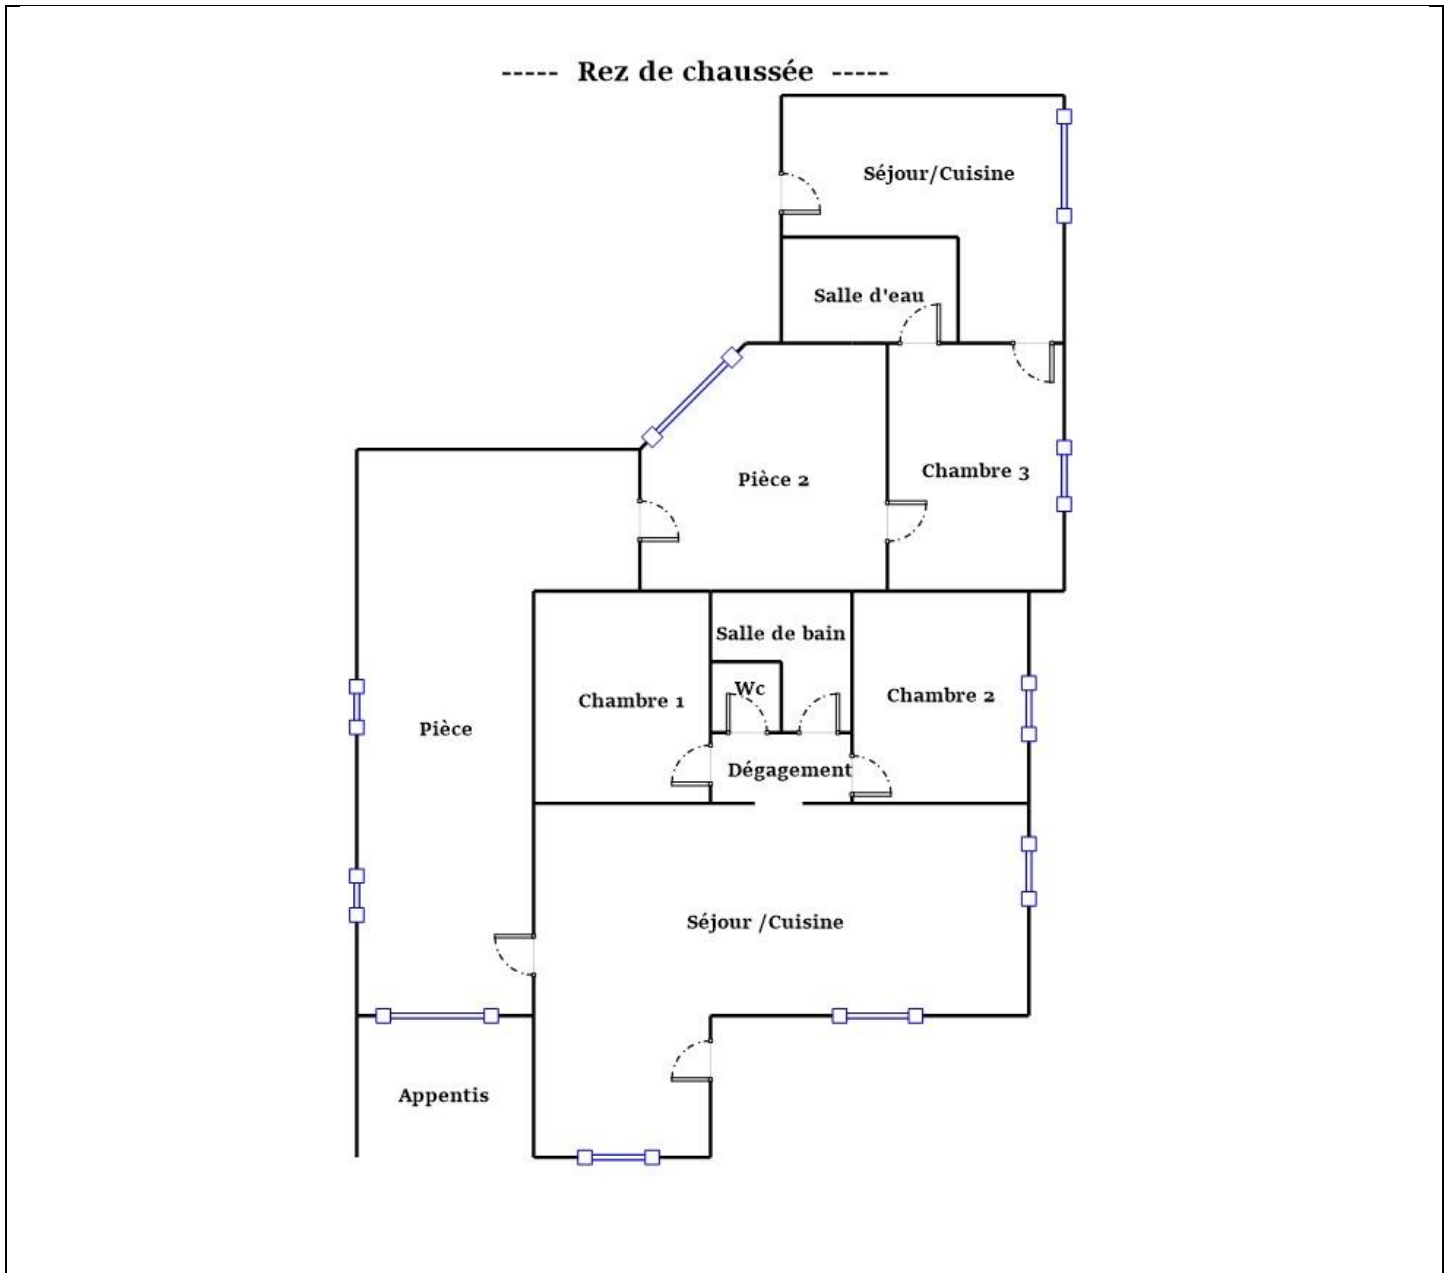 ----- Rez de chaussée -----
Séjour/Cuisine
Salle d'eau
Pièce 2
Chambre 3
Salle de bain
Wc
Chambre 1
Chambre 2
Pièce
Dégagement
Séjour /Cuisine
Appentis